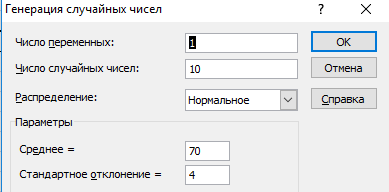 Генерация случайных чисел
Число переменных: 1 OK
Число случайных чисел: 10 Отмена
Распределение: Нормальное Справка
Параметры
Среднее = 70
Стандартное отклонение = 4